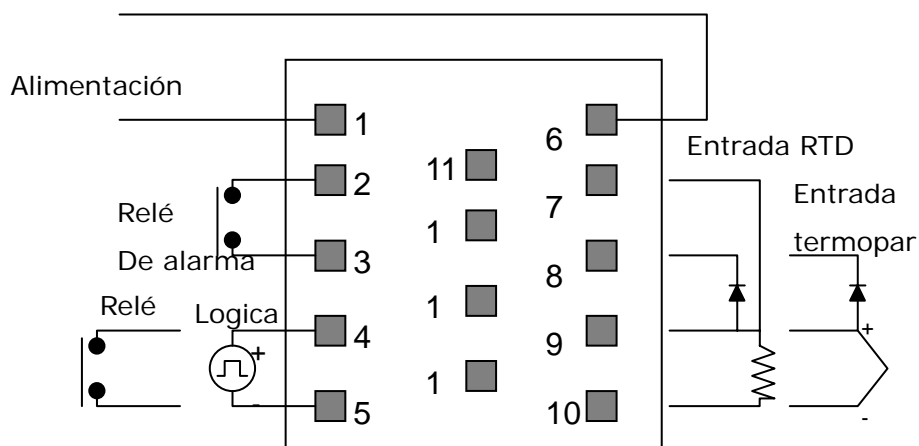 Alimentación
1
6
Entrada RTD
2
11
7
Entrada
termopar
Relé
De alarma
1
3
8
Relé
Logica
1
4
9
+
+
1
5
10
-
-